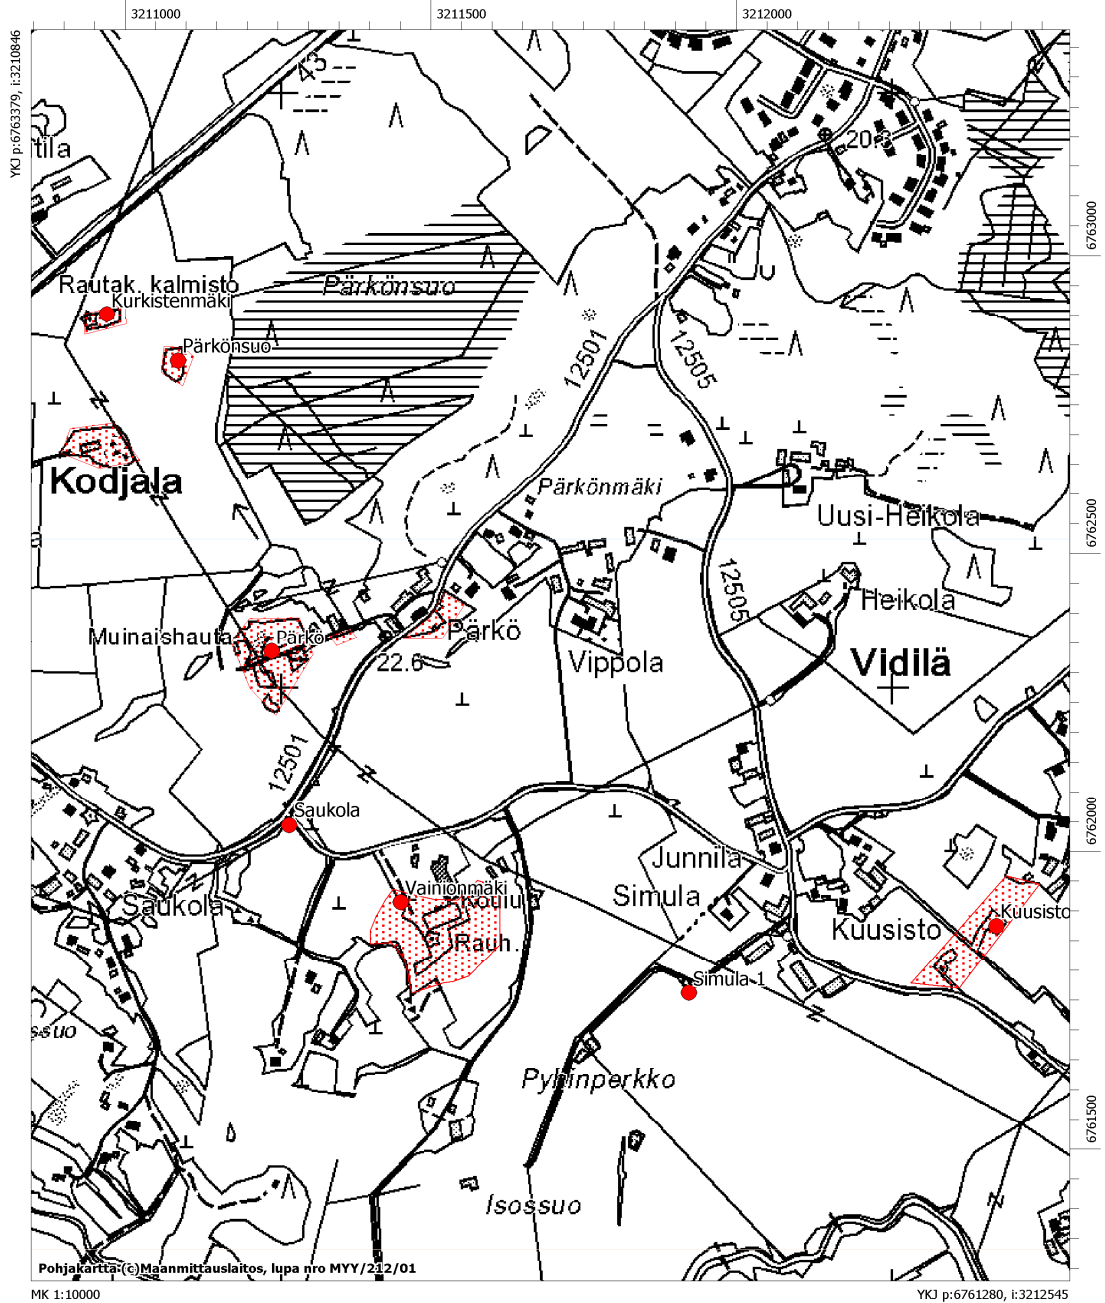 3211000
3211500
3212000
YKJ p:6763379, i:3210846
43
tila
20.3
6763000
Rautak. kalmisto
Kurkistenmäki
Pärkönsuo
Pärkönsuo
12501
12505
Kodjala
Pärkönmäki
Uusi-Heikola
6762500
a
12505
Heikola
Muinaishauta
Pärkö
Pärkö
22.6
Vippola
Vidilä
12501
Saukola
6762000
Junnila
Vainionmäki
Simula
Saukola
Kuusisto
Kuusisto
Rauh.
Simula 1
ssuo
Pyhinperkko
6761500
Isossuo
Pohjakartta (c)Maanmittauslaitos, lupa nro MYY/212/01
MK 1:10000
YKJ p:6761280, i:3212545